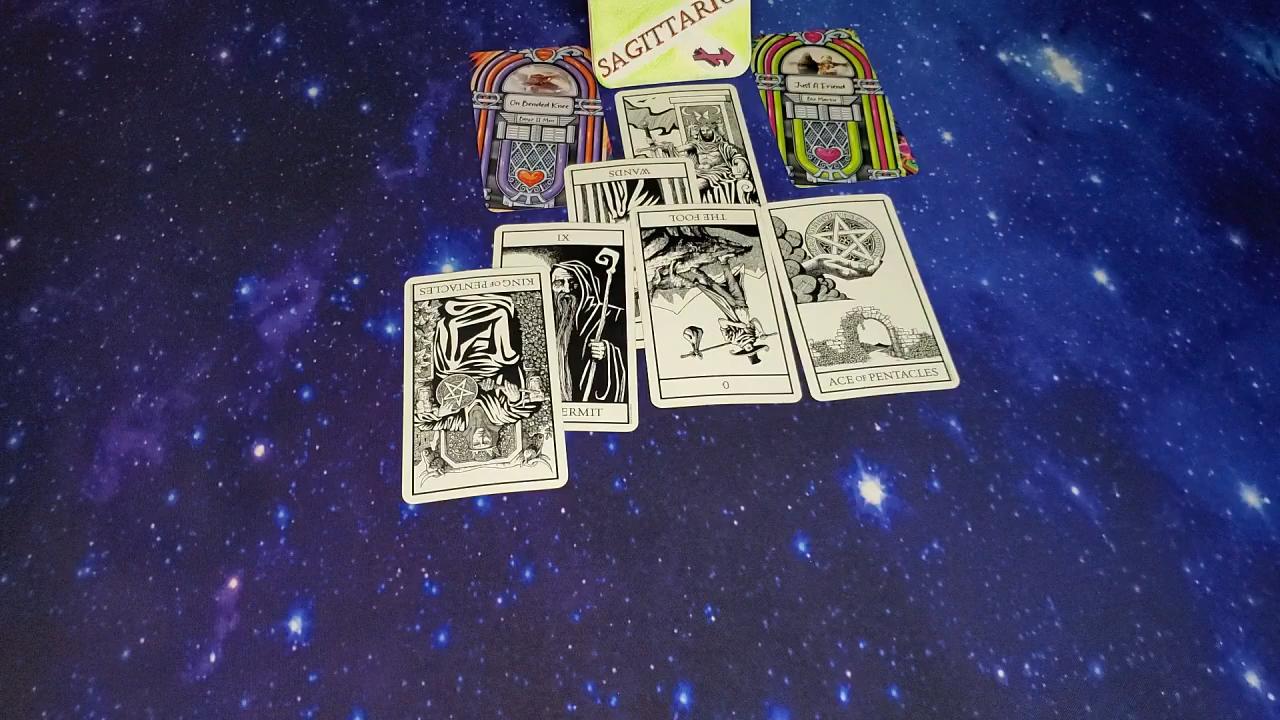 SAGITTARIU
On Bended Knee
Boyz II Men
Just A Friend
Biz Markie
WANDS
THE FOOL
0
IX
ERMIT
KING OF PENTACLES
ACE OF PENTACLES